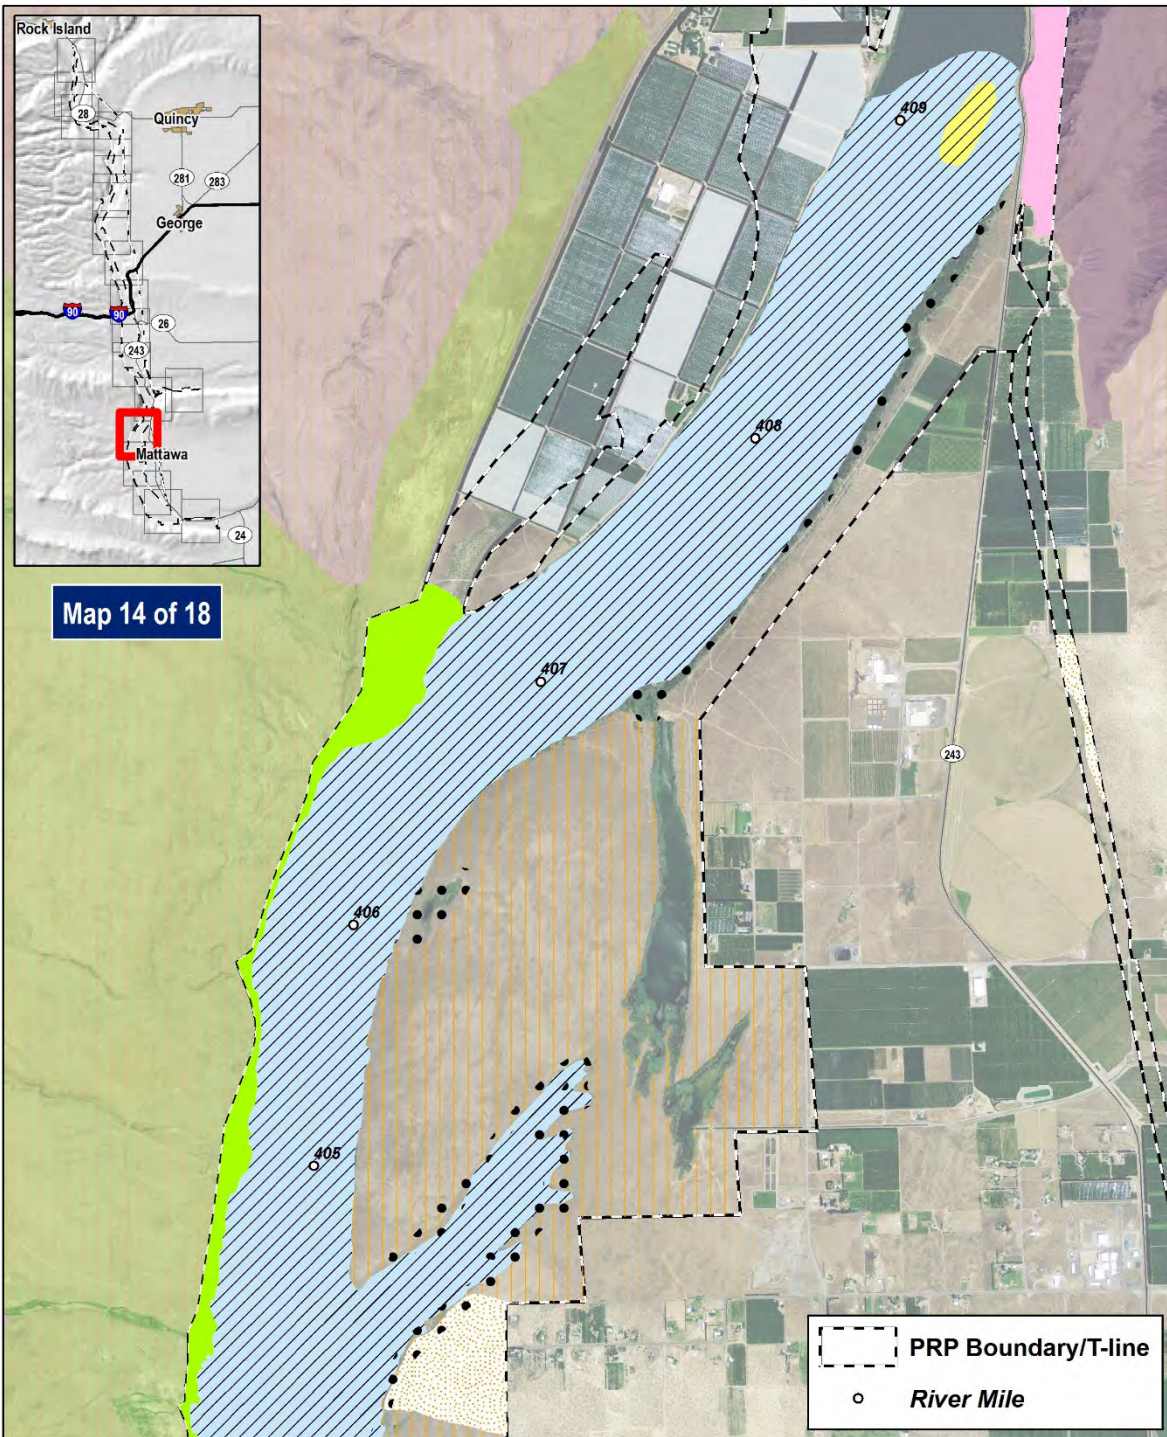 Rock Island
28
Quincy
281
283
George
90
90
26
243
Mattawa
24
Map 14 of 18
409
408
407
243
406
405
PRP Boundary/T-line
River Mile